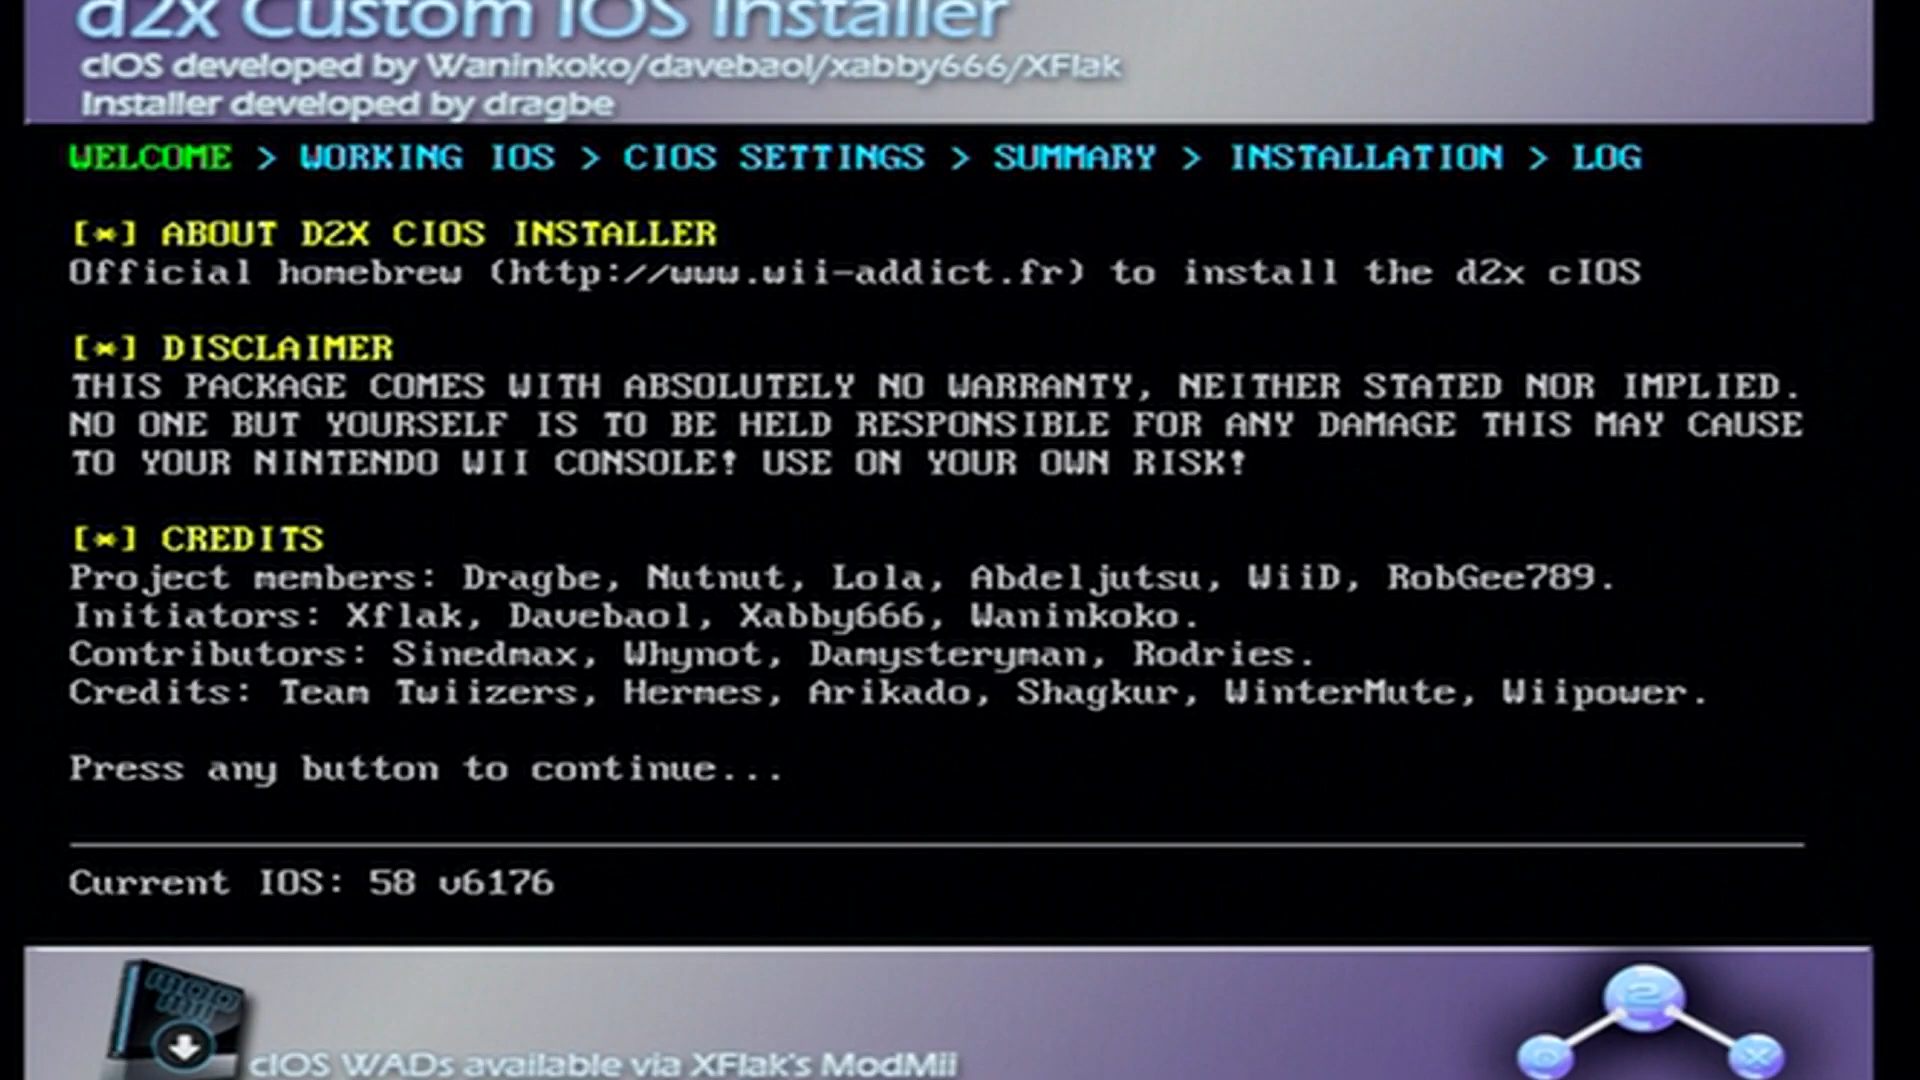 d2x Custom IOS Installer
cIOS developed by Waninkoko/davebaol/xabby666/XFlak
Installer developed by dragbe
WELCOME > WORKING IOS > CIOS SETTINGS > SUMMARY > INSTALLATION > LOG
[*] ABOUT D2X CIOS INSTALLER
Official homebrew (http://www.wii-addict.fr) to install the d2x cIOS
[*] DISCLAIMER
THIS PACKAGE COMES WITH ABSOLUTELY NO WARRANTY, NEITHER STATED NOR IMPLIED.
NO ONE BUT YOURSELF IS TO BE HELD RESPONSIBLE FOR ANY DAMAGE THIS MAY CAUSE
TO YOUR NINTENDO WII CONSOLE! USE ON YOUR OWN RISK!
[*] CREDITS
Project members: Dragbe, Nutnut, Lola, Abdeljutsu, WiiD, RobGee789.
Initiators: Xflak, Davebaol, Xabby666, Waninkoko.
Contributors: Sinedmax, Whynot, Damysteryman, Rodries.
Credits: Team Twiizers, Hermes, Arikado, Shagkur, WinterMute, Wiipower.
Press any button to continue...
Current IOS: 58 v6176
2
D X
cIOS WADs available via XFlak's ModMii